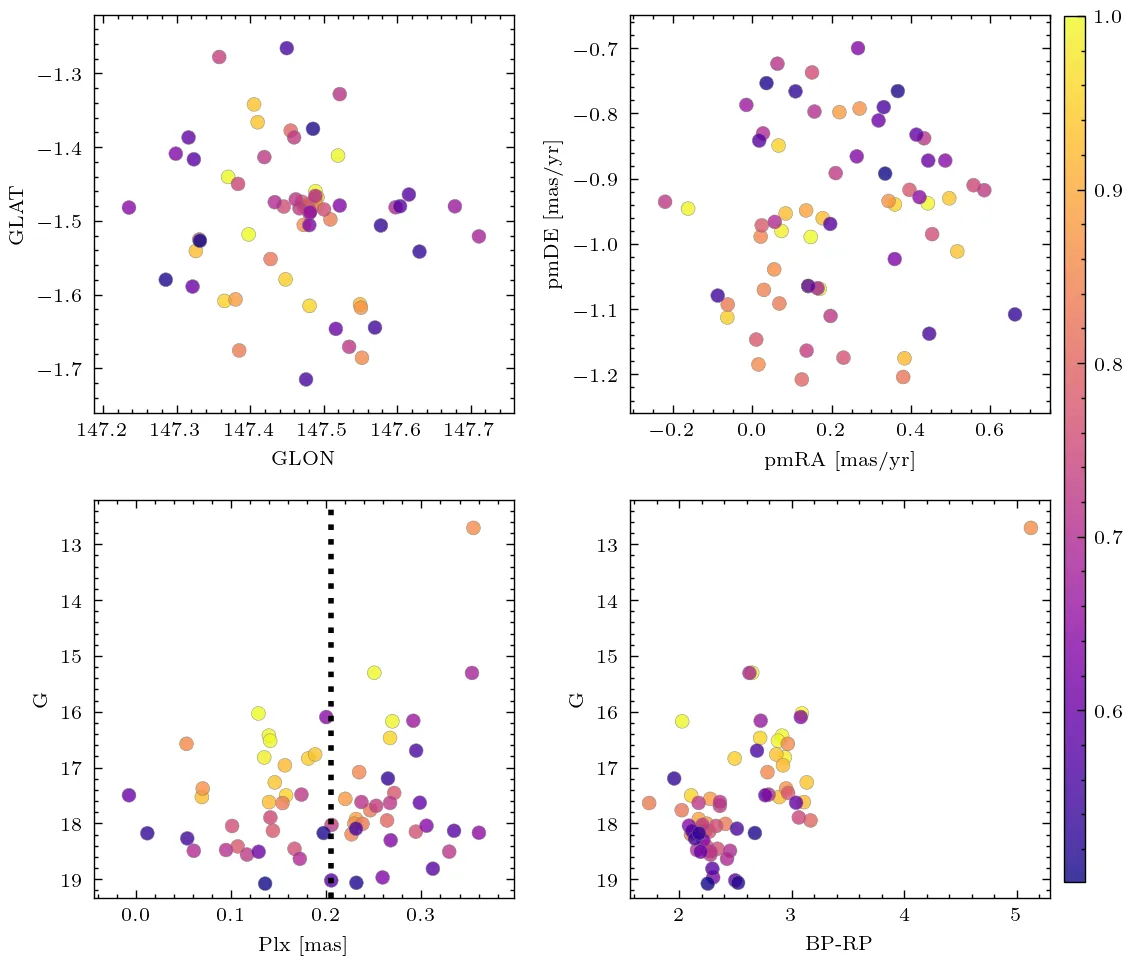 −1.3
−1.4
−1.5
−1.6
−1.7
GLAT
147.2 147.3 147.4 147.5 147.6 147.7
GLON
−0.7
−0.8
−0.9
−1.0
−1.1
−1.2
pmDE [mas/yr]
−0.2 0.0 0.2 0.4 0.6
pmRA [mas/yr]
1.0
0.9
0.8
0.7
0.6
13
14
15
16
17
18
19
G
0.0 0.1 0.2 0.3
Plx [mas]
13
14
15
16
17
18
19
G
2 3 4 5
BP-RP